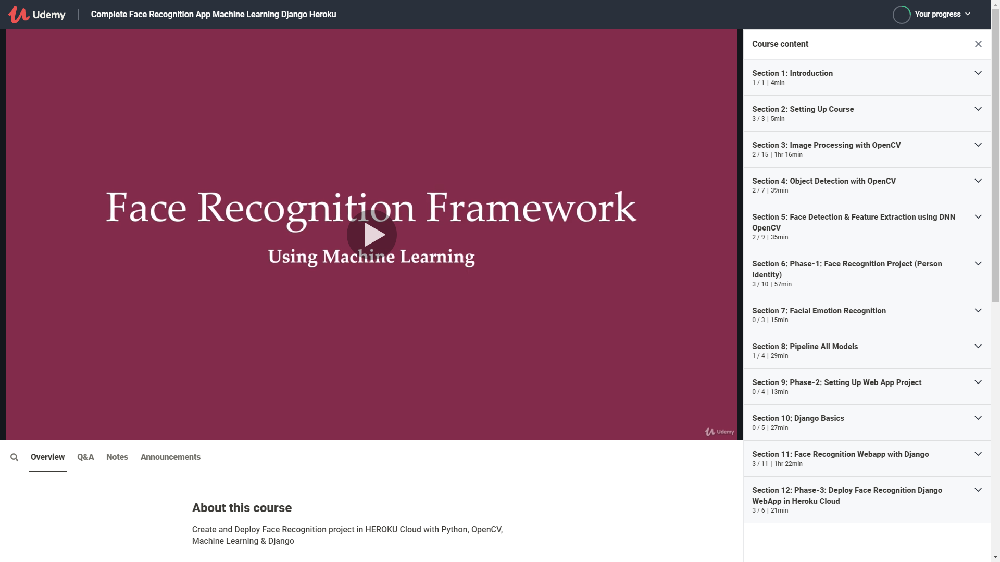 Udemy
Complete Face Recognition App Machine Learning Django Heroku
Your progress
Face Recognition Framework
Using Machine Learning
Udemy
Overview
Q&A
Notes
Announcements
About this course
Create and Deploy Face Recognition project in HEROKU Cloud with Python, OpenCV,
Machine Learning & Django
Course content
Section 1: Introduction
1 / 1 | 4min
Section 2: Setting Up Course
3 / 3 | 5min
Section 3: Image Processing with OpenCV
2 / 15 | 1hr 16min
Section 4: Object Detection with OpenCV
2 / 7 | 39min
Section 5: Face Detection & Feature Extraction using DNN
OpenCV
2 / 9 | 35min
Section 6: Phase-1: Face Recognition Project (Person
Identity)
3 / 10 | 57min
Section 7: Facial Emotion Recognition
0 / 3 | 15min
Section 8: Pipeline All Models
1 / 4 | 29min
Section 9: Phase-2: Setting Up Web App Project
0 / 4 | 13min
Section 10: Django Basics
0 / 5 | 27min
Section 11: Face Recognition Webapp with Django
3 / 11 | 1hr 22min
Section 12: Phase-3: Deploy Face Recognition Django
WebApp in Heroku Cloud
3 / 6 | 21min